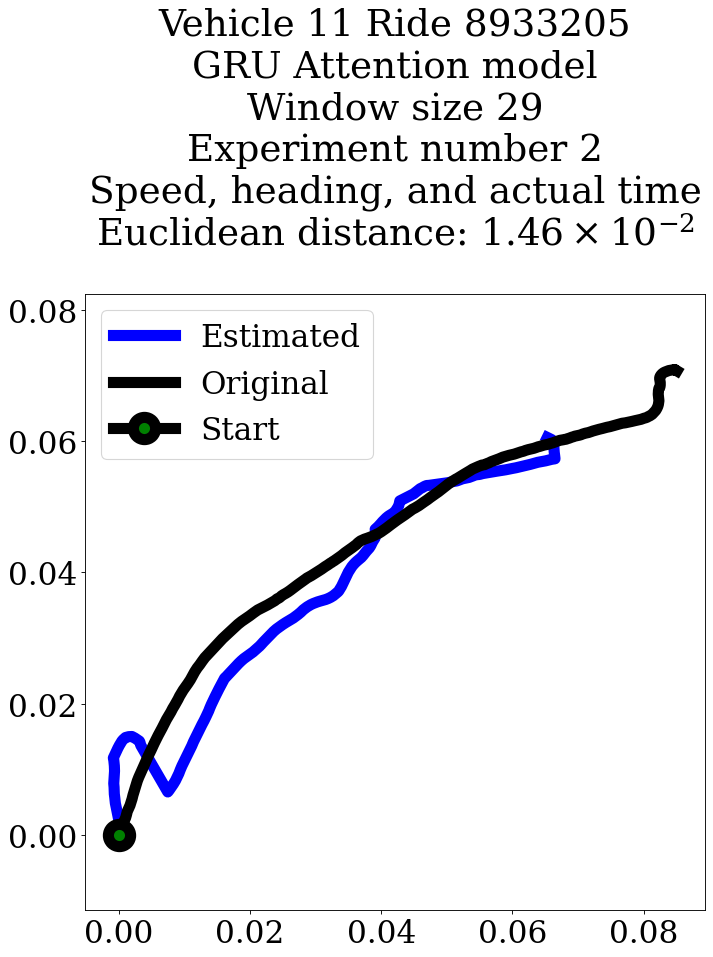 Vehicle 11 Ride 8933205
GRU Attention model
Window size 29
Experiment number 2
Speed, heading, and actual time
Euclidean distance: 1.46 × 10⁻²
0.08
0.06
0.04
0.02
0.00
Estimated
Original
Start
0.00 0.02 0.04 0.06 0.08